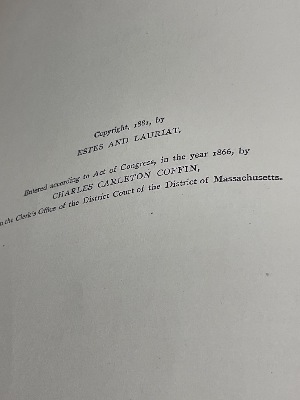 Copyright, 1881, by
ESTES AND LAURIAT,
Entered according to Act of Congress, in the year 1866, by
CHARLES CARLETON COFFIN,
in the Clerk's Office of the District Court of the District of Massachusetts.